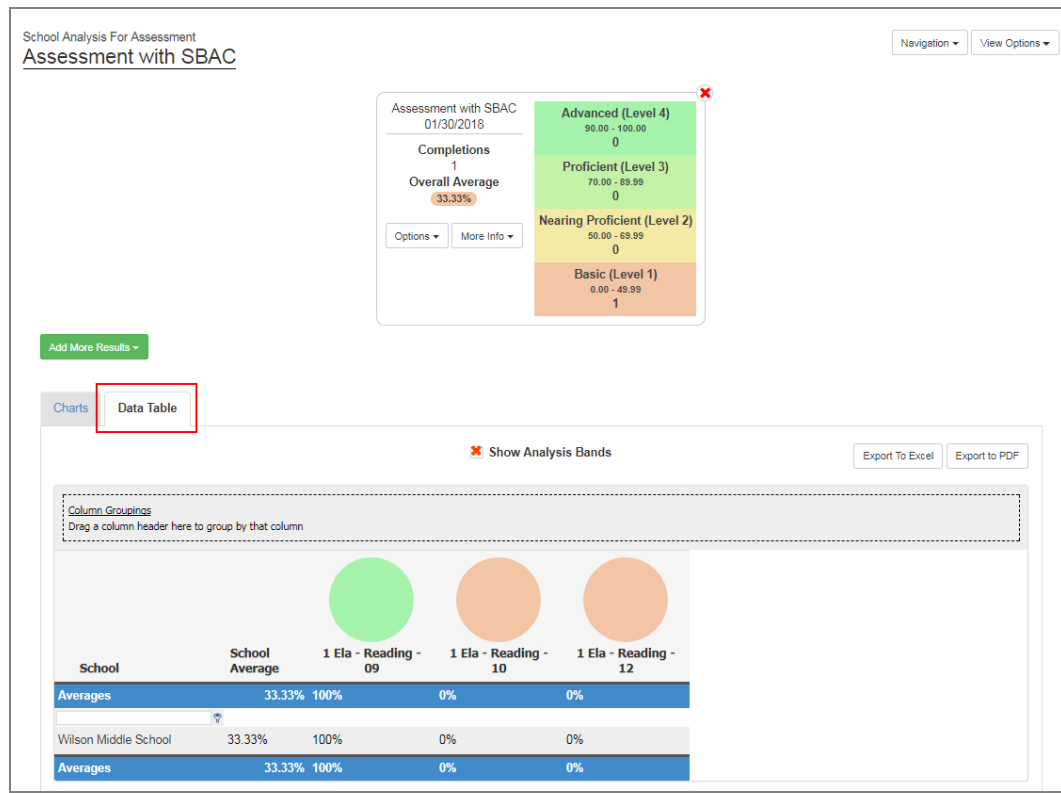 School Analysis For Assessment
Assessment with SBAC
Navigation
View Options
Assessment with SBAC
01/30/2018
Completions
1
Overall Average
33.33%
Options
More Info
Advanced (Level 4)
90.00 - 100.00
0
Proficient (Level 3)
70.00 - 89.99
0
Nearing Proficient (Level 2)
50.00 - 69.99
0
Basic (Level 1)
0.00 - 49.99
1
Add More Results
Charts
Data Table
Show Analysis Bands
Export To Excel
Export to PDF
Column Groupings
Drag a column header here to group by that column
School
School
Average
1 Ela - Reading -
09
1 Ela - Reading -
10
1 Ela - Reading -
12
Averages 33.33% 100% 0% 0%
Wilson Middle School 33.33% 100% 0% 0%
Averages 33.33% 100% 0% 0%